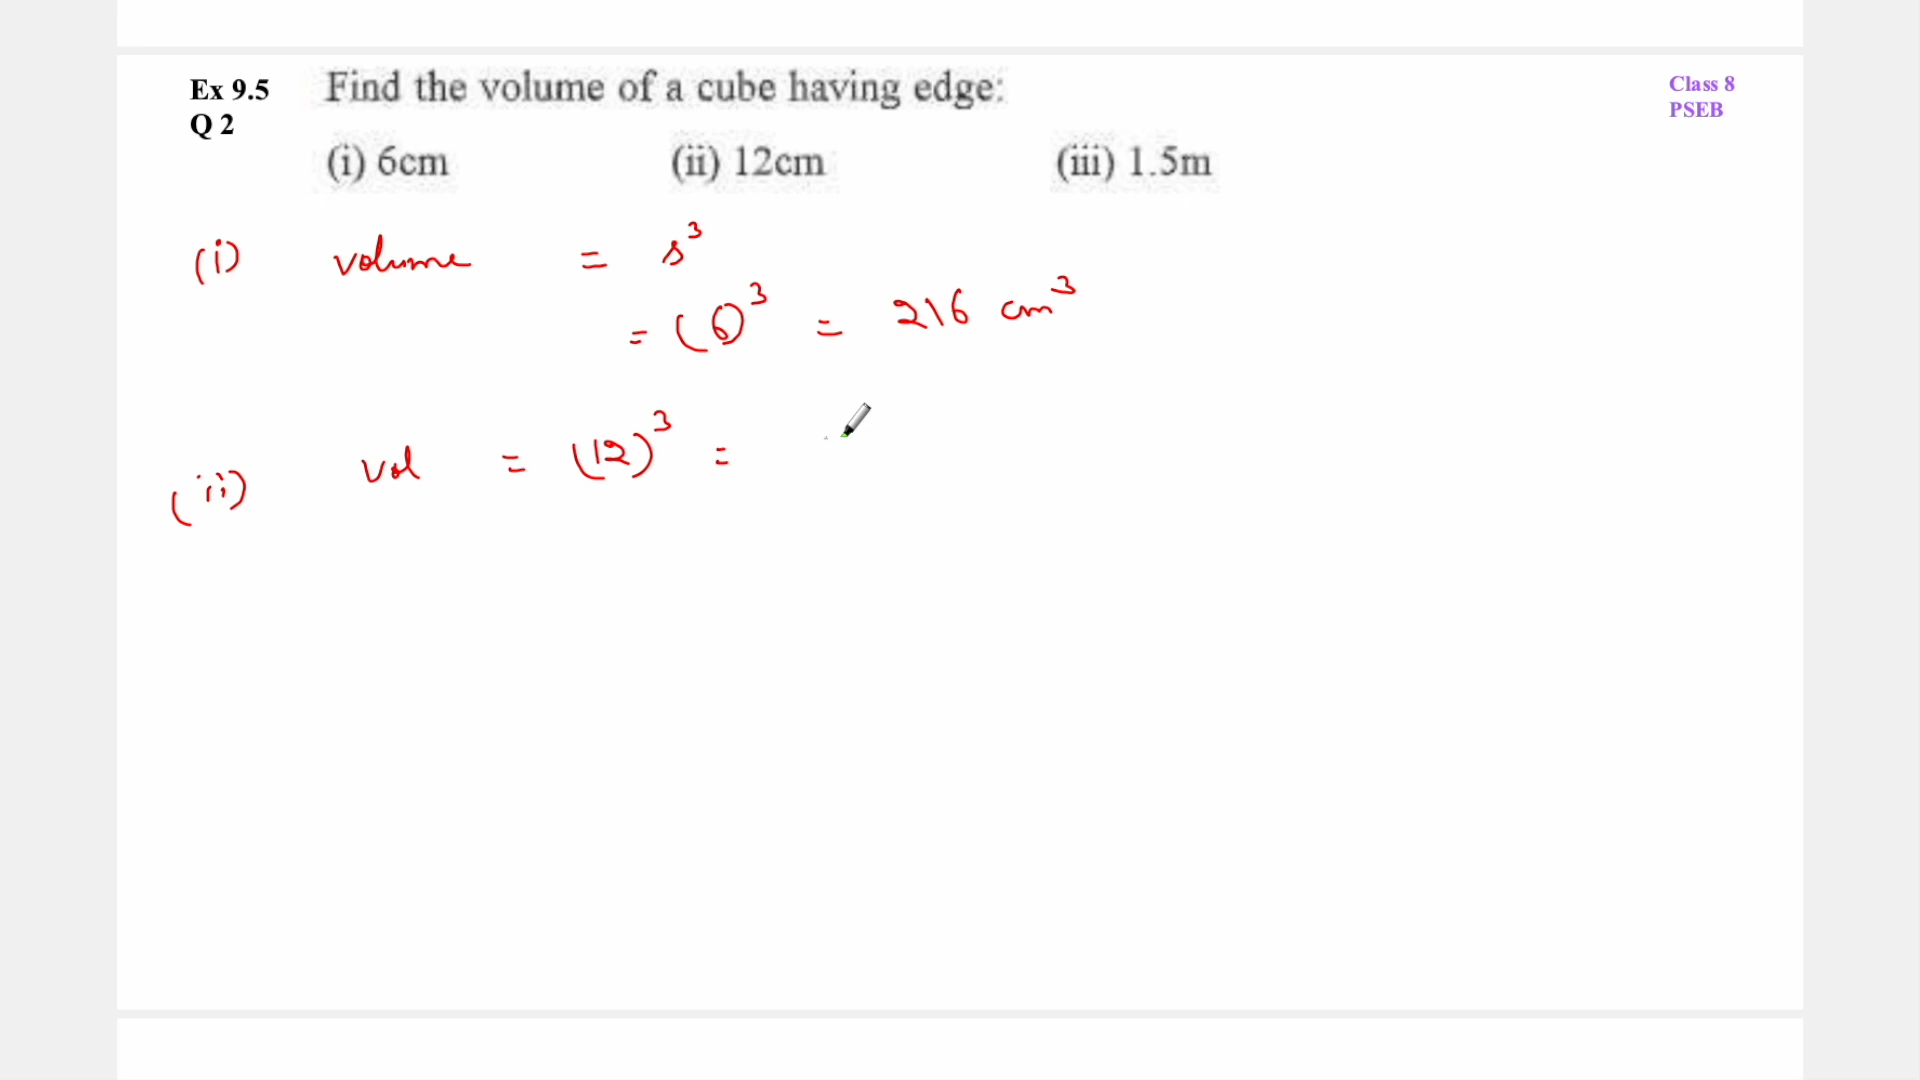 Ex 9.5 Find the volume of a cube having edge: Class 8
Q 2 PSEB
(i) 6cm (ii) 12cm (iii) 1.5m
(i) volume = s³
= (6)³ = 216 cm³
(ii) vol = (12)³ =